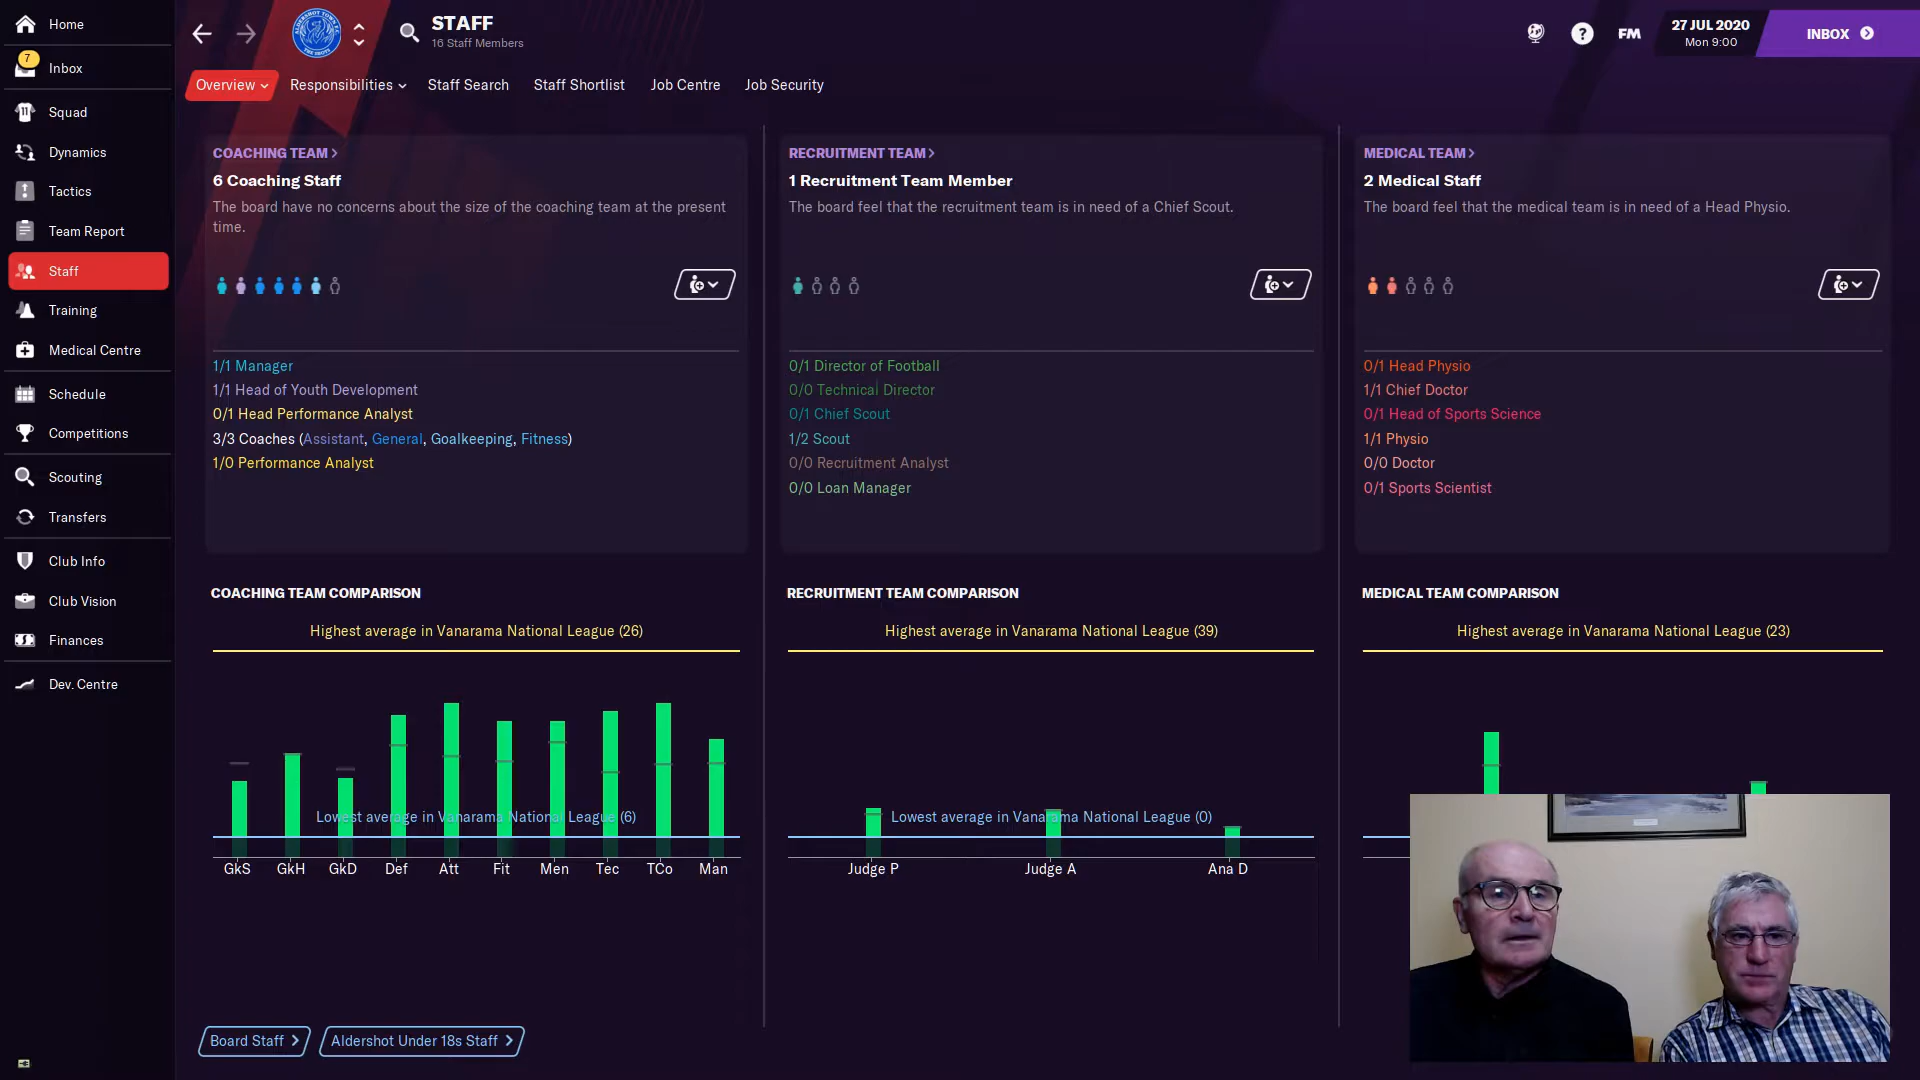 Home
7
Inbox
Squad
Dynamics
Tactics
Team Report
Staff
Training
Medical Centre
Schedule
Competitions
Scouting
Transfers
Club Info
Club Vision
Finances
Dev. Centre
STAFF
16 Staff Members
?
FM
27 JUL 2020
Mon 9:00
INBOX
Overview
Responsibilities
Staff Search
Staff Shortlist
Job Centre
Job Security
COACHING TEAM
6 Coaching Staff
The board have no concerns about the size of the coaching team at the present
time.
1/1 Manager
1/1 Head of Youth Development
0/1 Head Performance Analyst
3/3 Coaches (Assistant, General, Goalkeeping, Fitness)
1/0 Performance Analyst
RECRUITMENT TEAM
1 Recruitment Team Member
The board feel that the recruitment team is in need of a Chief Scout.
0/1 Director of Football
0/0 Technical Director
0/1 Chief Scout
1/2 Scout
0/0 Recruitment Analyst
0/0 Loan Manager
MEDICAL TEAM
2 Medical Staff
The board feel that the medical team is in need of a Head Physio.
0/1 Head Physio
1/1 Chief Doctor
0/1 Head of Sports Science
1/1 Physio
0/0 Doctor
0/1 Sports Scientist
COACHING TEAM COMPARISON
Highest average in Vanarama National League (26)
Lowest average in Vanarama National League (6)
GkS GkH GkD Def Att Fit Men Tec TCo Man
RECRUITMENT TEAM COMPARISON
Highest average in Vanarama National League (39)
Lowest average in Vanarama National League (0)
Judge P Judge A Ana D
MEDICAL TEAM COMPARISON
Highest average in Vanarama National League (23)
Board Staff
Aldershot Under 18s Staff